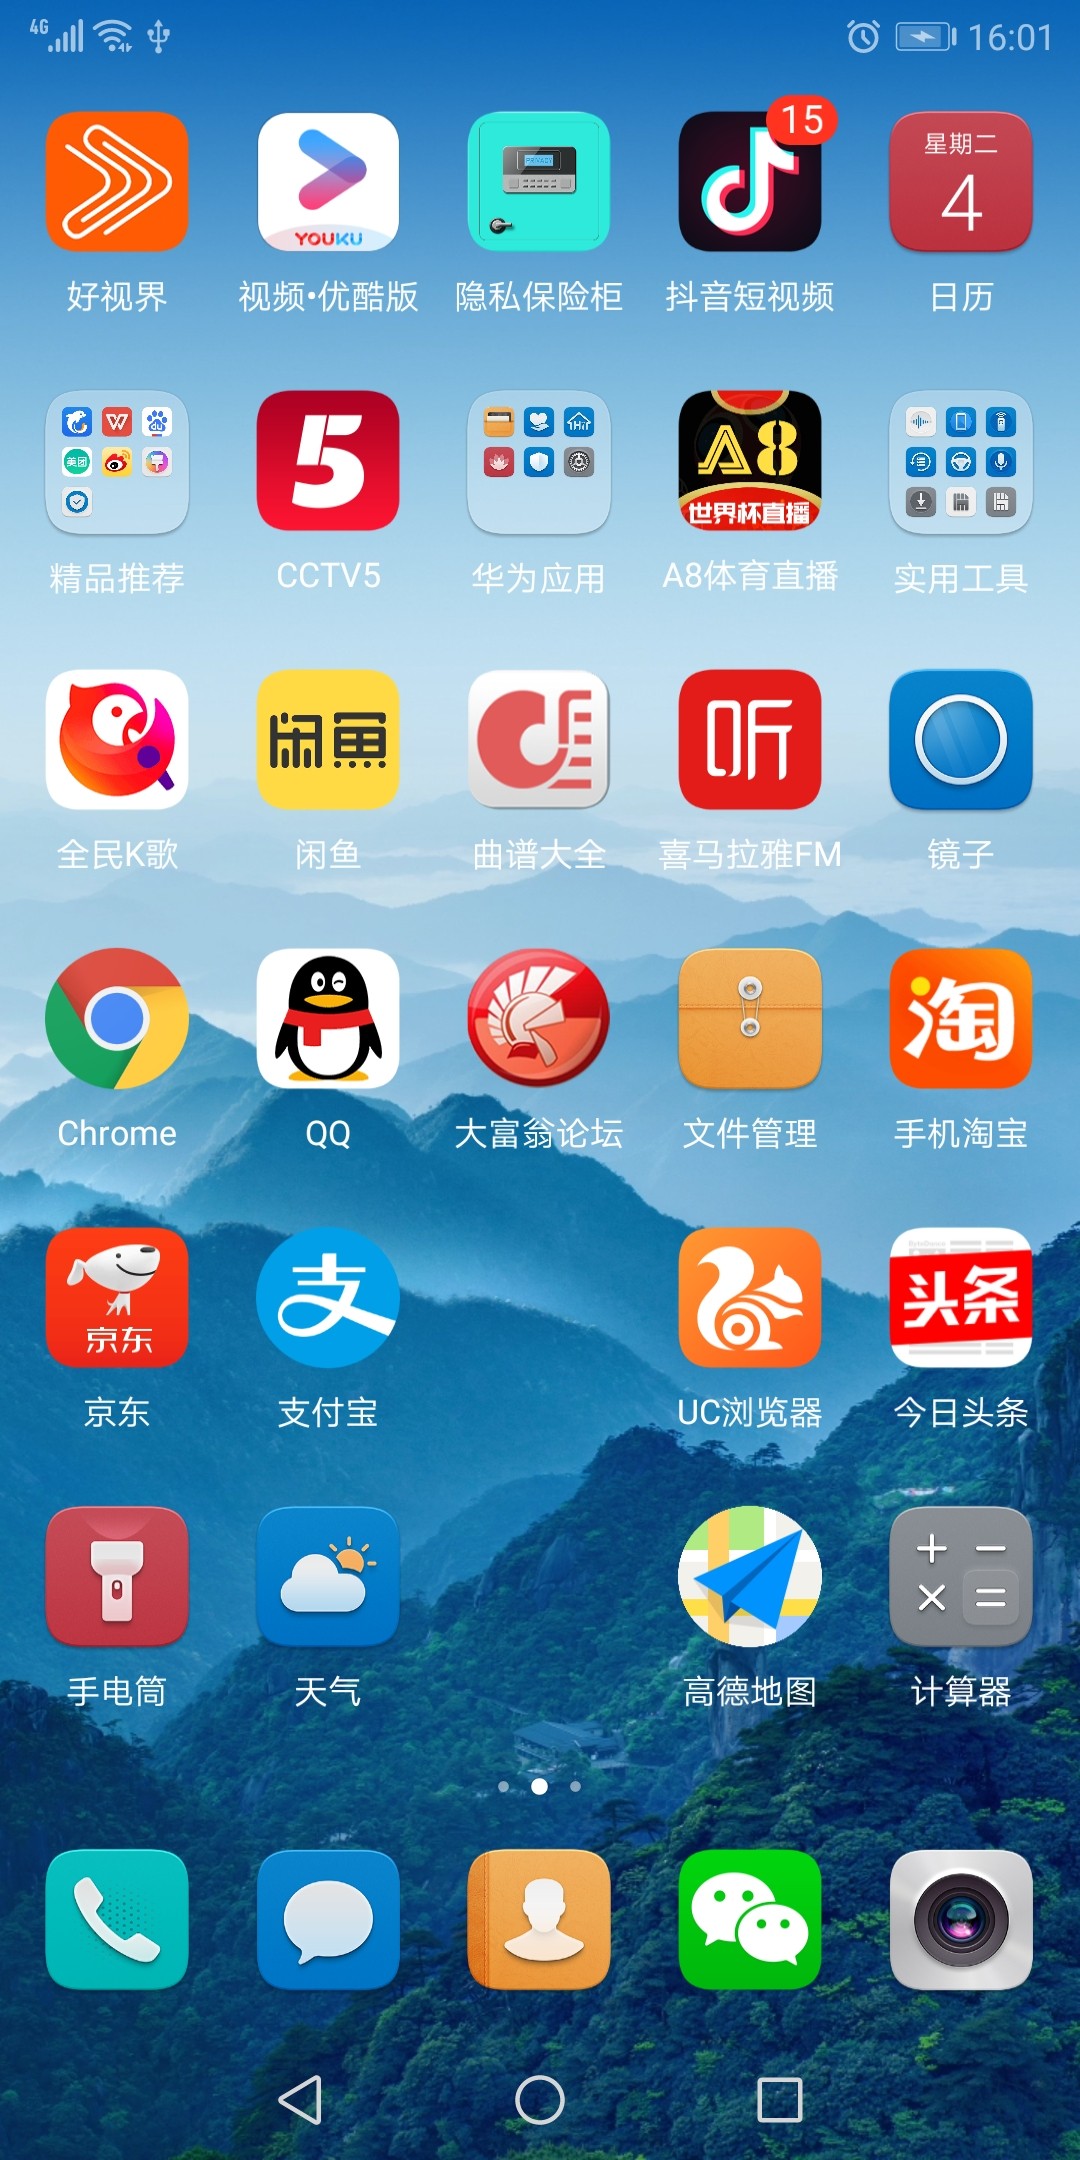 4G
16:01
15
星期二
4
YOUKU
PRIVACY
好视界
视频•优酷版
隐私保险柜
抖音短视频
日历
W
du
美团
5
HiT
A8
世界杯直播
精品推荐
CCTV5
华为应用
A8体育直播
实用工具
闲鱼
听
全民K歌
闲鱼
曲谱大全
喜马拉雅FM
镜子
淘
Chrome
QQ
大富翁论坛
文件管理
手机淘宝
京东
支
ByteDance
头条
京东
支付宝
UC浏览器
今日头条
手电筒
天气
高德地图
计算器